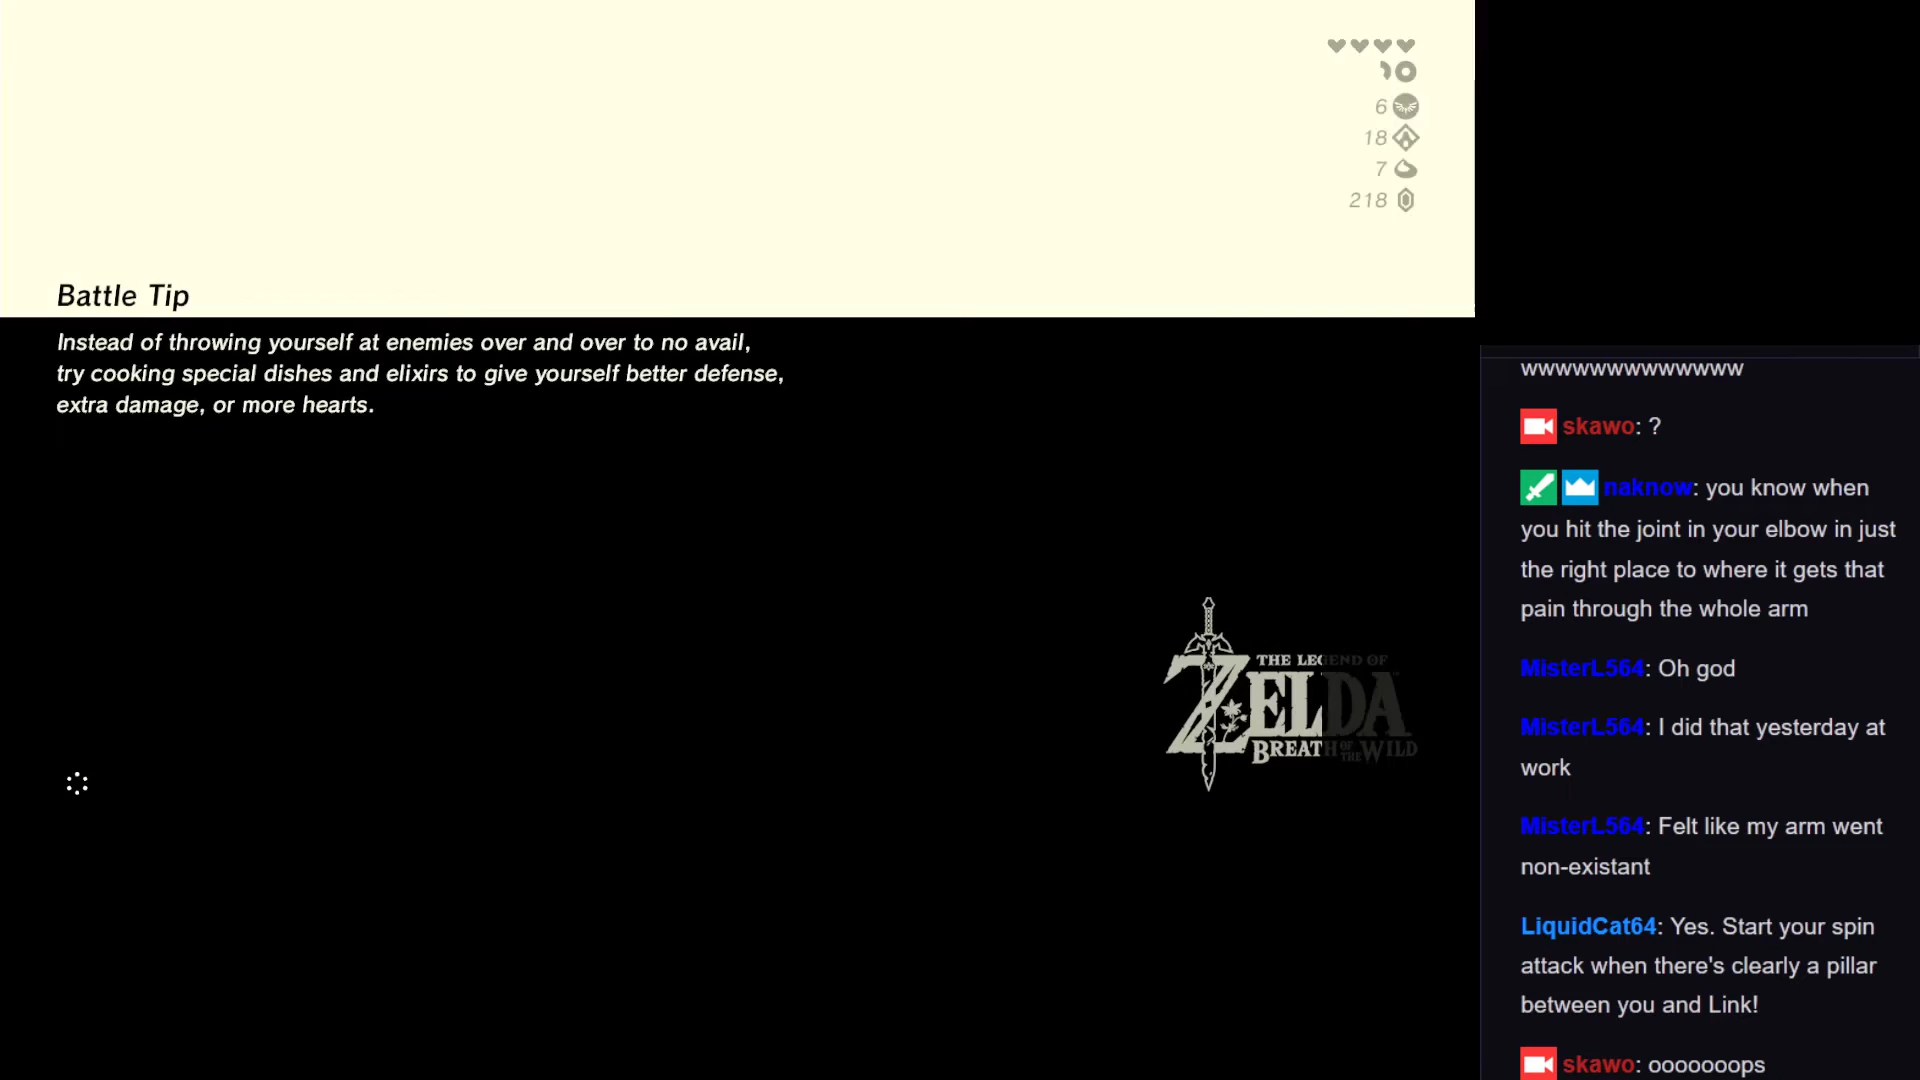 6
18
7
218
Battle Tip
Instead of throwing yourself at enemies over and over to no avail,
try cooking special dishes and elixirs to give yourself better defense,
extra damage, or more hearts.
THE LEGEND OF
ZELDA
BREATH OF THE WILD
wwwwwwwwwwwww
skawo: ?
naknow: you know when
you hit the joint in your elbow in just
the right place to where it gets that
pain through the whole arm
MisterL564: Oh god
MisterL564: I did that yesterday at
work
MisterL564: Felt like my arm went
non-existant
LiquidCat64: Yes. Start your spin
attack when there's clearly a pillar
between you and Link!
skawo: ooooooops